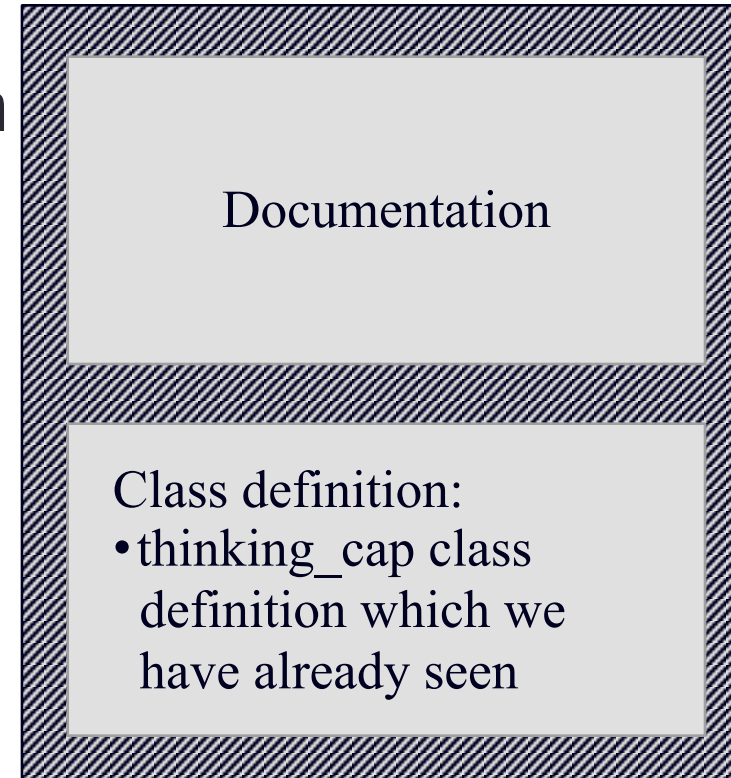 Documentation
Class definition:
•thinking_cap class
definition which we
have already seen